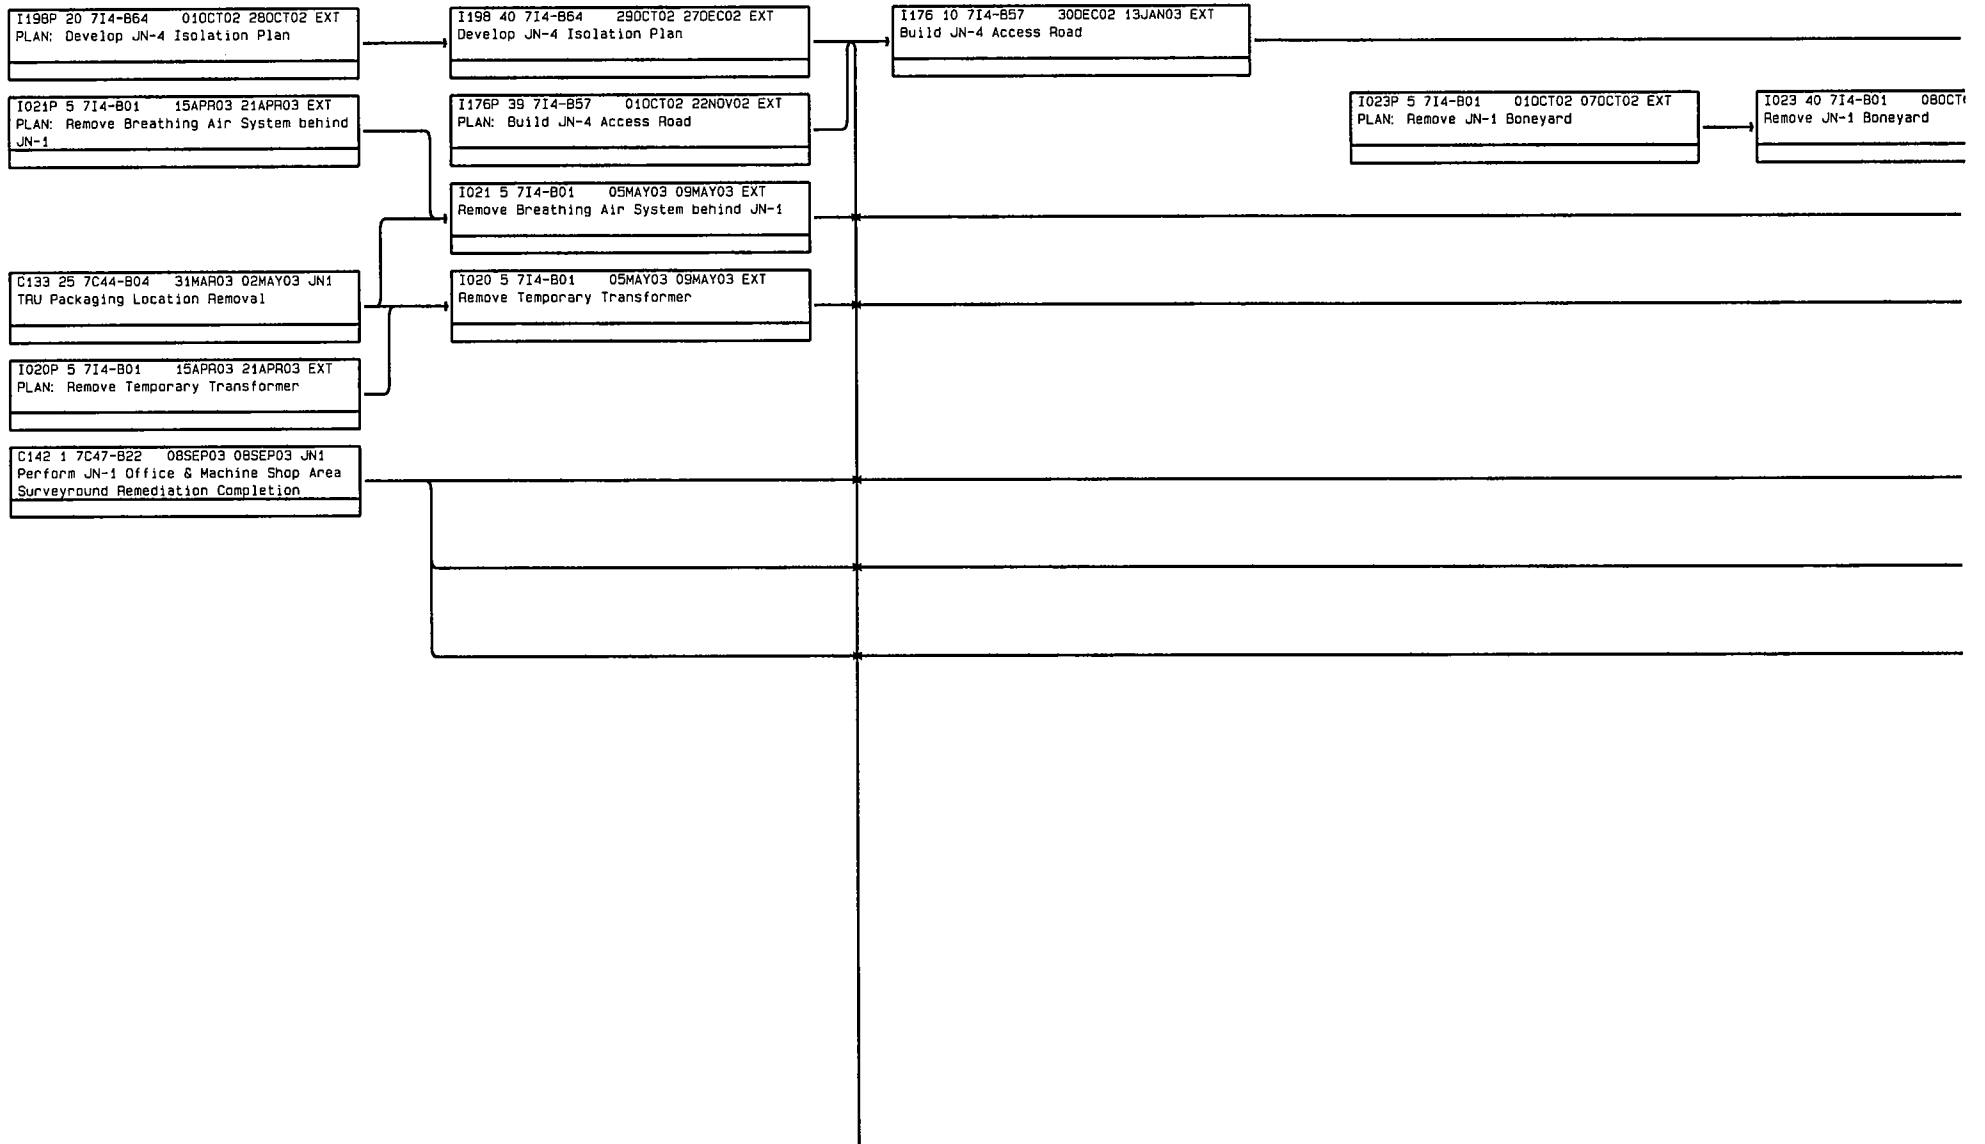 I198P 20 7I4-B64 01OCT02 28OCT02 EXT
PLAN: Develop JN-4 Isolation Plan
I198 40 7I4-B64 29OCT02 27DEC02 EXT
Develop JN-4 Isolation Plan
I176 10 7I4-B57 30DEC02 13JAN03 EXT
Build JN-4 Access Road
I021P 5 7I4-B01 15APR03 21APR03 EXT
PLAN: Remove Breathing Air System behind
JN-1
I176P 39 7I4-B57 01OCT02 22NOV02 EXT
PLAN: Build JN-4 Access Road
I023P 5 7I4-B01 01OCT02 07OCT02 EXT
PLAN: Remove JN-1 Boneyard
I023 40 7I4-B01 08OCT
Remove JN-1 Boneyard
I021 5 7I4-B01 05MAY03 09MAY03 EXT
Remove Breathing Air System behind JN-1
C133 25 7C44-B04 31MAR03 02MAY03 JN1
TRU Packaging Location Removal
I020 5 7I4-B01 05MAY03 09MAY03 EXT
Remove Temporary Transformer
I020P 5 7I4-B01 15APR03 21APR03 EXT
PLAN: Remove Temporary Transformer
C142 1 7C47-B22 08SEP03 08SEP03 JN1
Perform JN-1 Office & Machine Shop Area
Surveyround Remediation Completion